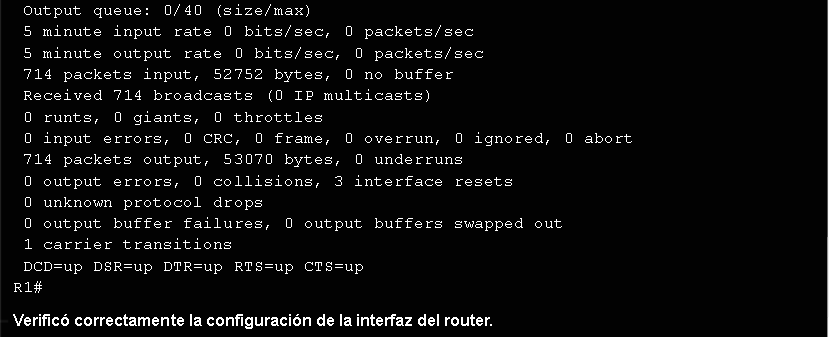 Output queue: 0/40 (size/max)
5 minute input rate 0 bits/sec, 0 packets/sec
5 minute output rate 0 bits/sec, 0 packets/sec
714 packets input, 52752 bytes, 0 no buffer
Received 714 broadcasts (0 IP multicasts)
0 runts, 0 giants, 0 throttles
0 input errors, 0 CRC, 0 frame, 0 overrun, 0 ignored, 0 abort
714 packets output, 53070 bytes, 0 underruns
0 output errors, 0 collisions, 3 interface resets
0 unknown protocol drops
0 output buffer failures, 0 output buffers swapped out
1 carrier transitions
DCD=up DSR=up DTR=up RTS=up CTS=up
R1#
Verificó correctamente la configuración de la interfaz del router.